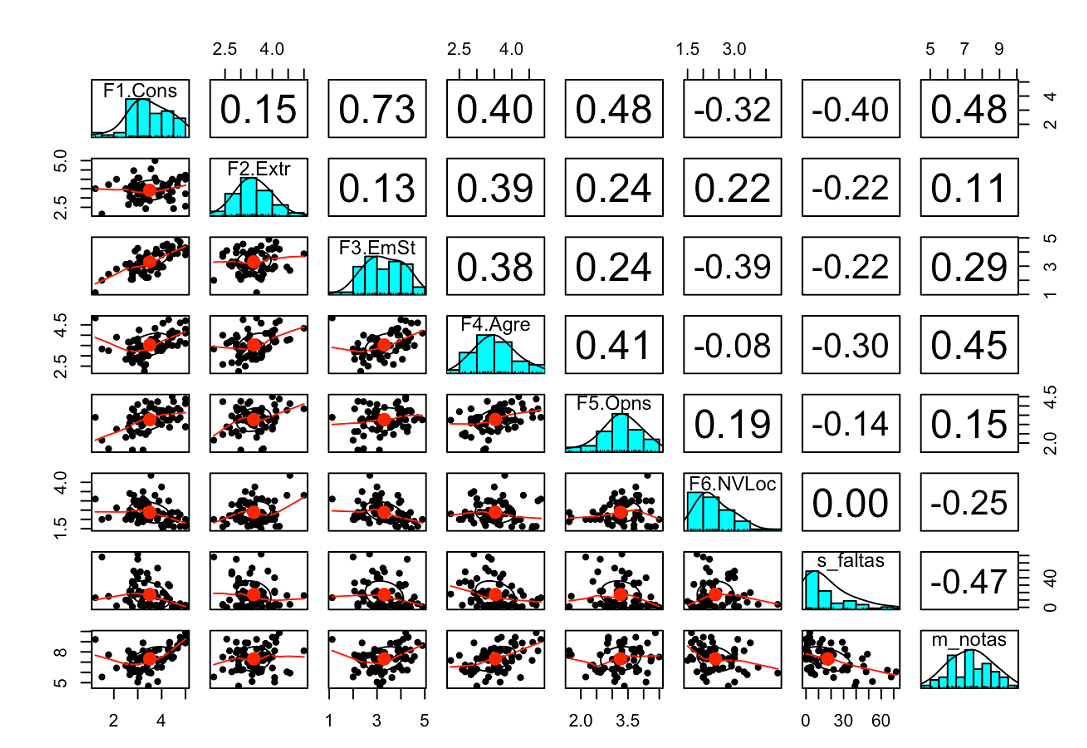 2.5 4.0 2.5 4.0 1.5 3.0 5 7 9
F1.Cons 0.15 0.73 0.40 0.48 -0.32 -0.40 0.48 2 4
2.5 5.0 F2.Extr 0.13 0.39 0.24 0.22 -0.22 0.11
F3.EmSt 0.38 0.24 -0.39 -0.22 0.29 1 3 5
2.5 4.5 F4.Agre 0.41 -0.08 -0.30 0.45
F5.Opns 0.19 -0.14 0.15 2.0 4.5
1.5 4.0 F6.NVLoc 0.00 -0.25
s_faltas -0.47 0 40
5 8 m_notas
2 4 1 3 5 2.0 3.5 0 30 60